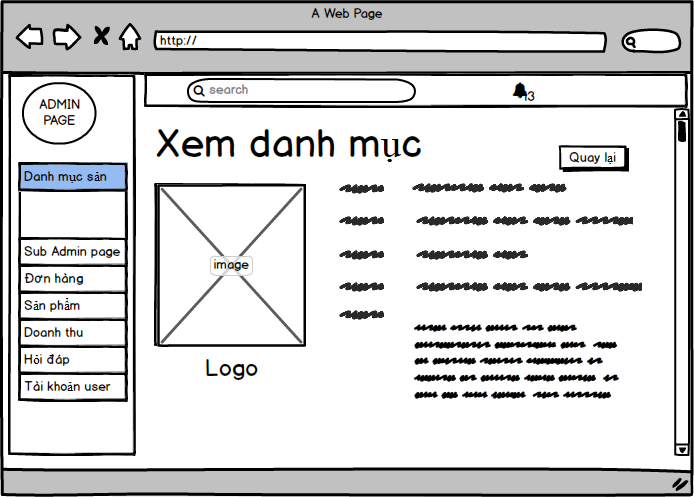 A Web Page
http://
search
13
ADMIN
PAGE
Xem danh mục
Quay lại
Danh mục sản
Sub Admin page
Đơn hàng
Sản phẩm
Doanh thu
Hỏi đáp
Tài khoản user
image
Logo